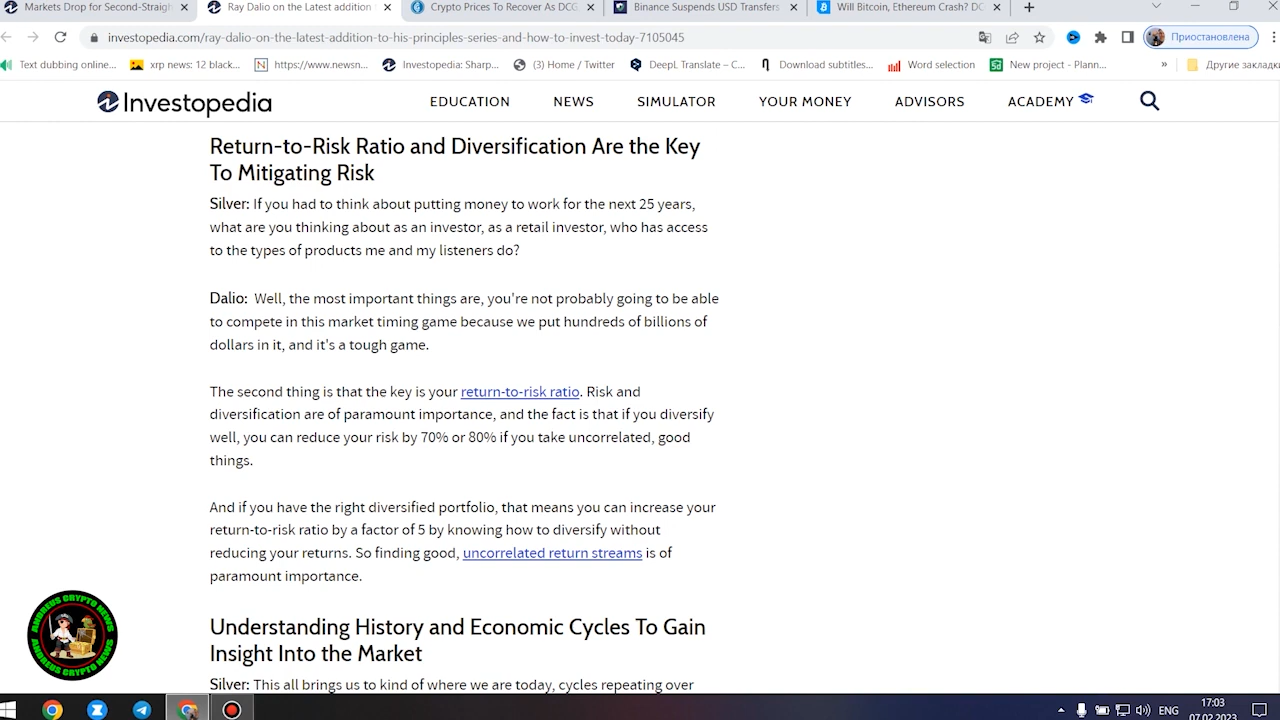 Markets Drop for Second-Straigh
Ray Dalio on the Latest addition
Crypto Prices To Recover As DCG
Binance Suspends USD Transfers
Will Bitcoin, Ethereum Crash? DC
investopedia.com/ray-dalio-on-the-latest-addition-to-his-principles-series-and-how-to-invest-today-7105045
Приостановлена
Text dubbing online...
xrp news: 12 black...
https://www.newsn...
Investopedia: Sharp...
(3) Home / Twitter
DeepL Translate – C...
Download subtitles...
Word selection
New project - Plann...
»
Другие закладки
Investopedia
EDUCATION
NEWS
SIMULATOR
YOUR MONEY
ADVISORS
ACADEMY
Return-to-Risk Ratio and Diversification Are the Key
To Mitigating Risk
Silver: If you had to think about putting money to work for the next 25 years,
what are you thinking about as an investor, as a retail investor, who has access
to the types of products me and my listeners do?
Dalio: Well, the most important things are, you're not probably going to be able
to compete in this market timing game because we put hundreds of billions of
dollars in it, and it's a tough game.
The second thing is that the key is your return-to-risk ratio. Risk and
diversification are of paramount importance, and the fact is that if you diversify
well, you can reduce your risk by 70% or 80% if you take uncorrelated, good
things.
And if you have the right diversified portfolio, that means you can increase your
return-to-risk ratio by a factor of 5 by knowing how to diversify without
reducing your returns. So finding good, uncorrelated return streams is of
paramount importance.
Understanding History and Economic Cycles To Gain
Insight Into the Market
Silver: This all brings us to kind of where we are today, cycles repeating over
ANDREUS CRYPTO NEWS
ANDREUS CRYPTO NEWS
ENG
17:03
07.02.2023